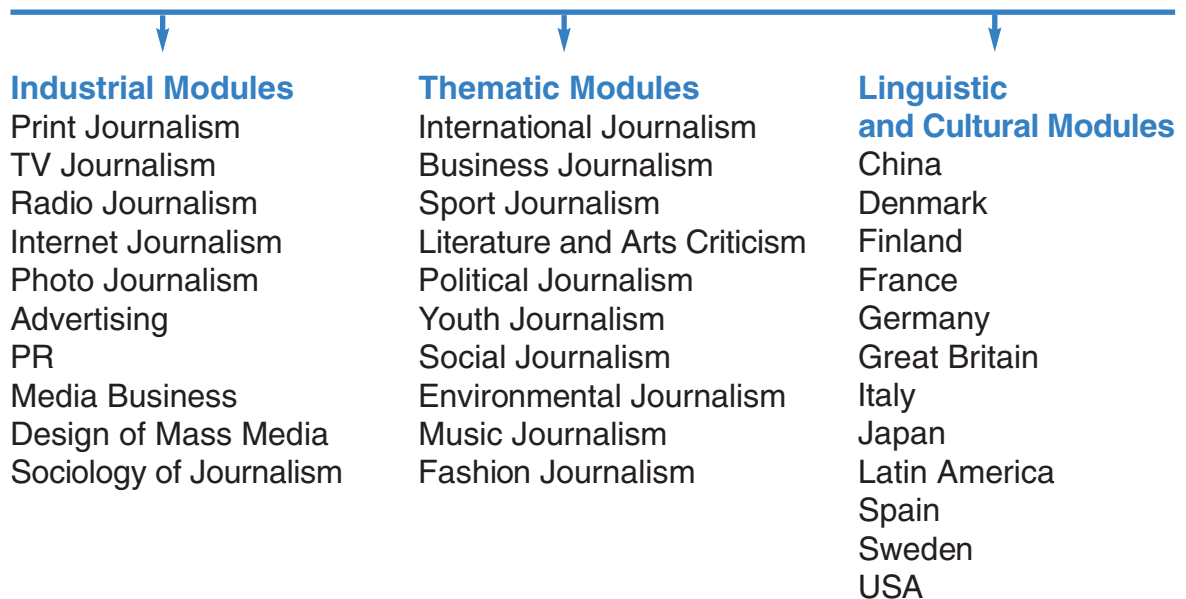 Industrial Modules
Print Journalism
TV Journalism
Radio Journalism
Internet Journalism
Photo Journalism
Advertising
PR
Media Business
Design of Mass Media
Sociology of Journalism
Thematic Modules
International Journalism
Business Journalism
Sport Journalism
Literature and Arts Criticism
Political Journalism
Youth Journalism
Social Journalism
Environmental Journalism
Music Journalism
Fashion Journalism
Linguistic
and Cultural Modules
China
Denmark
Finland
France
Germany
Great Britain
Italy
Japan
Latin America
Spain
Sweden
USA